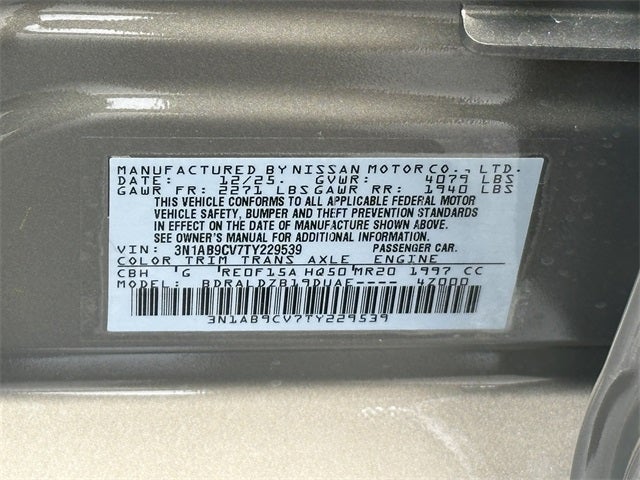 MANUFACTURED BY NISSAN MOTOR CO., LTD.
DATE: 12/25. GVWR: 4079 LBS
GAWR FR: 2271 LBS GAWR RR: 1940 LBS
THIS VEHICLE CONFORMS TO ALL APPLICABLE FEDERAL MOTOR
VEHICLE SAFETY, BUMPER AND THEFT PREVENTION STANDARDS
IN EFFECT ON THE DATE OF MANUFACTURE SHOWN ABOVE.
SEE OWNER'S MANUAL FOR ADDITIONAL INFORMATION.
VIN: 3N1AB9CV7TY229539 PASSENGER CAR.
COLOR TRIM TRANS AXLE ENGINE
CBH G RE0F15A HQ50 MR20 1997 CC
MODEL: BDRALDZB19DUAE---- 47000
3N1AB9CV7TY229539